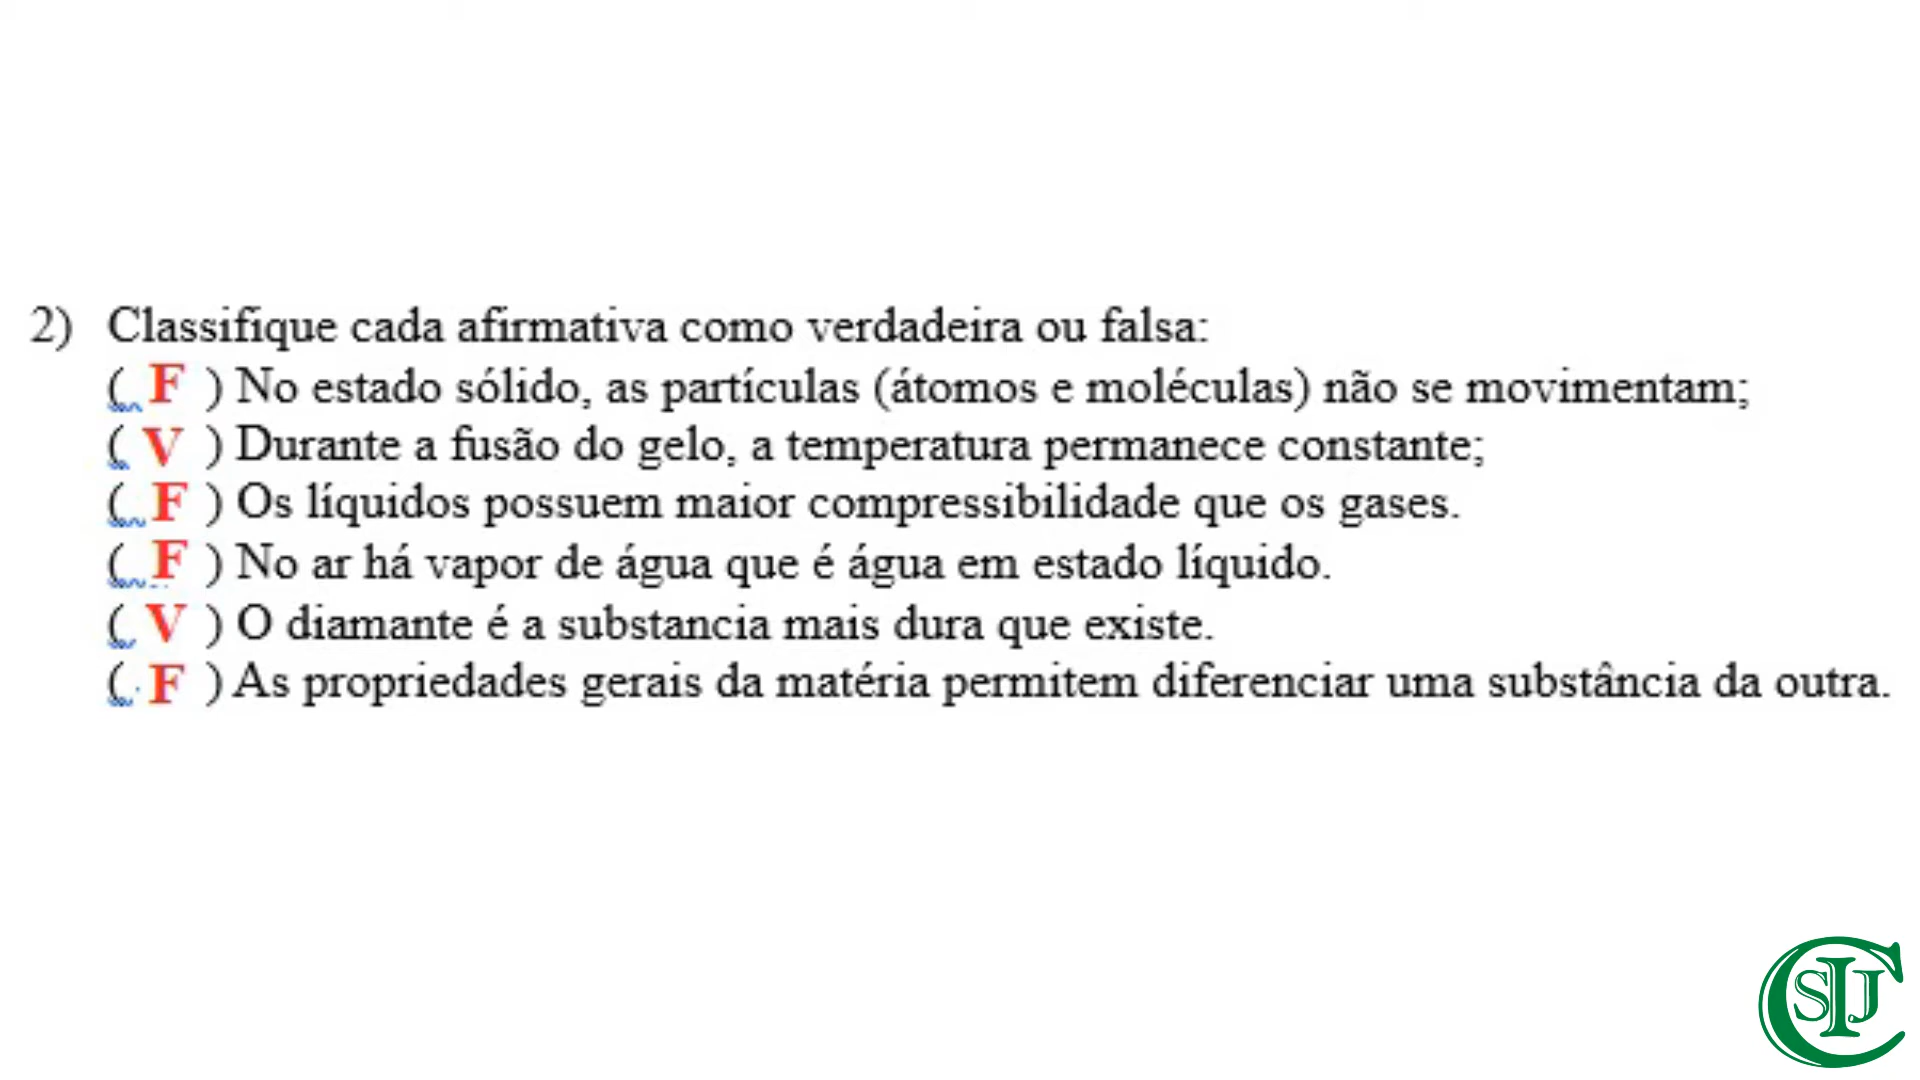 2) Classifique cada afirmativa como verdadeira ou falsa:
( F ) No estado sólido, as partículas (átomos e moléculas) não se movimentam;
( V ) Durante a fusão do gelo, a temperatura permanece constante;
( F ) Os líquidos possuem maior compressibilidade que os gases.
( F ) No ar há vapor de água que é água em estado líquido.
( V ) O diamante é a substancia mais dura que existe.
( F ) As propriedades gerais da matéria permitem diferenciar uma substância da outra.
CSIJ